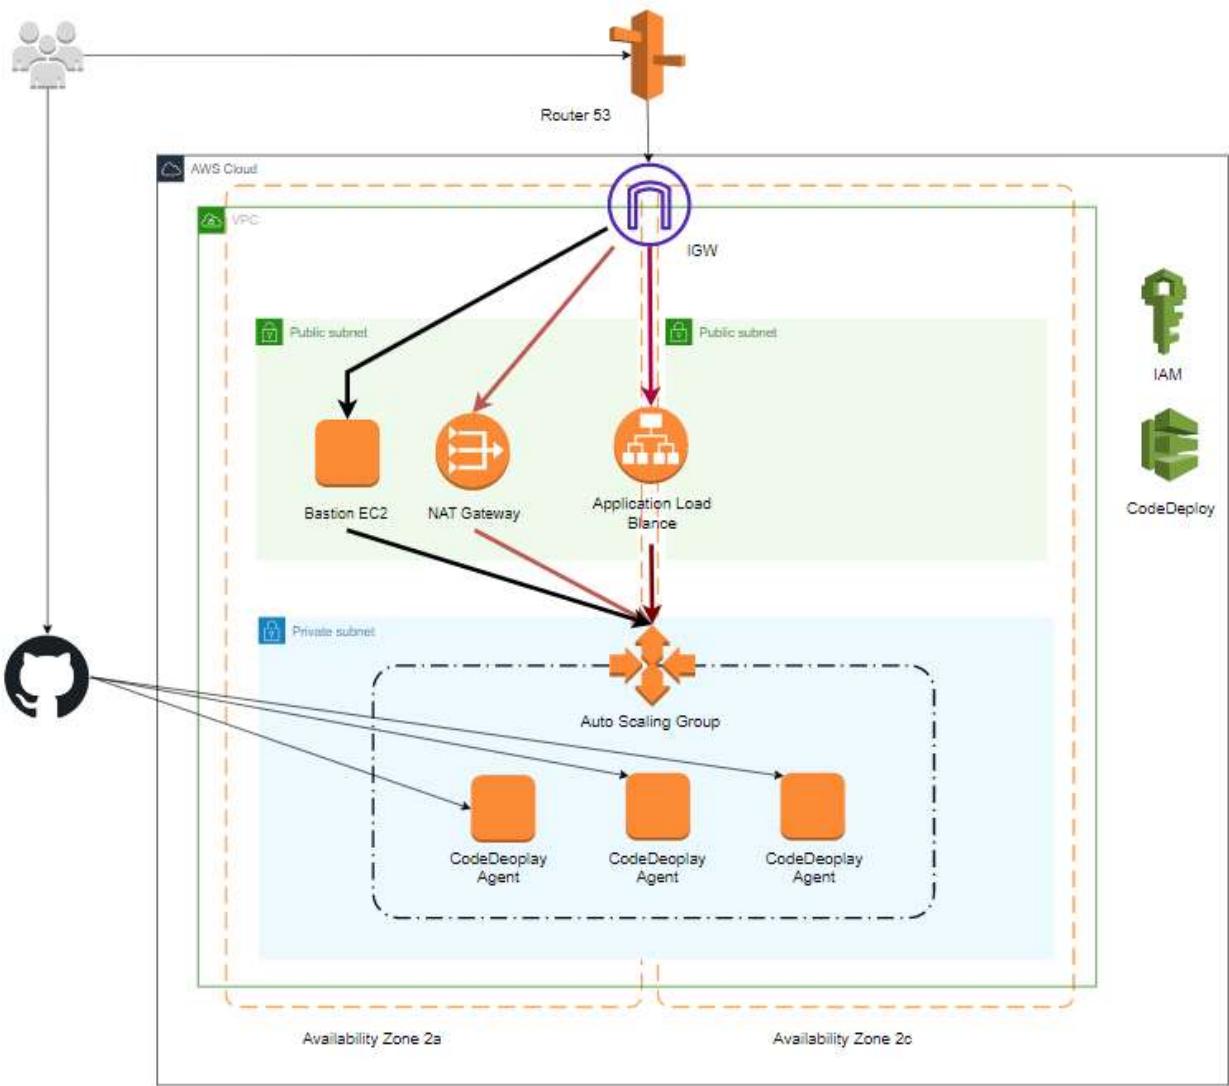 Router 53
AWS Cloud
VPC
IGW
Public subnet
Public subnet
IAM
Bastion EC2
NAT Gateway
Application Load
Blance
CodeDeploy
Private subnet
Auto Scaling Group
CodeDeoplay
Agent
CodeDeoplay
Agent
CodeDeoplay
Agent
Availability Zone 2a
Availability Zone 2c